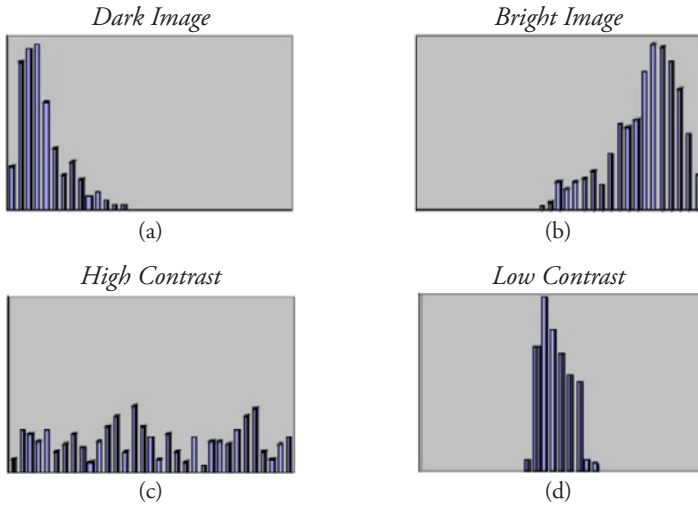 Dark Image
Bright Image
(a)
(b)
High Contrast
Low Contrast
(c)
(d)